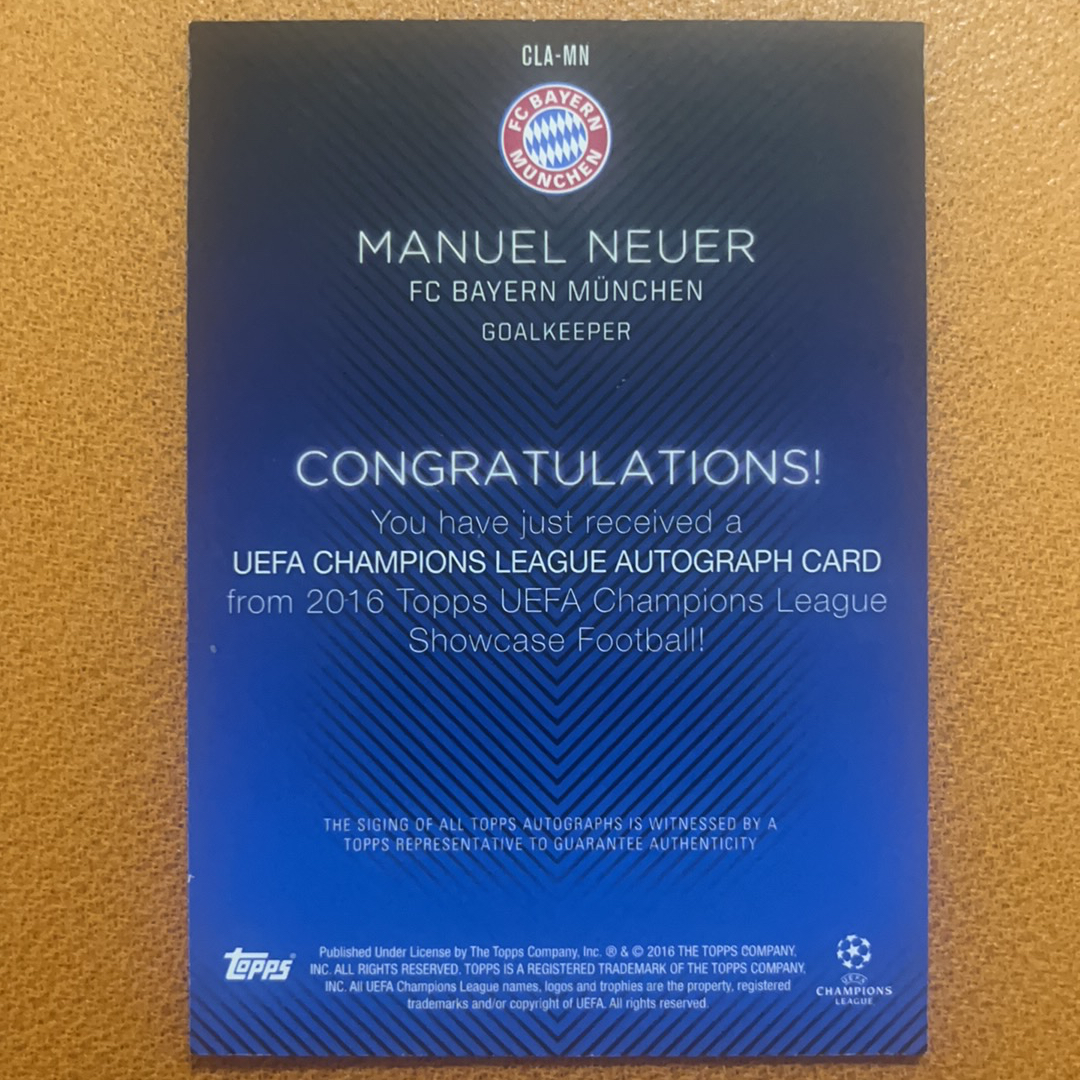 CLA-MN
FC BAYERN
MÜNCHEN
MANUEL NEUER
FC BAYERN MÜNCHEN
GOALKEEPER
CONGRATULATIONS!
You have just received a
UEFA CHAMPIONS LEAGUE AUTOGRAPH CARD
from 2016 Topps UEFA Champions League
Showcase Football!
THE SIGING OF ALL TOPPS AUTOGRAPHS IS WITNESSED BY A
TOPPS REPRESENTATIVE TO GUARANTEE AUTHENTICITY
topps
Published Under License by The Topps Company, Inc. ® & © 2016 THE TOPPS COMPANY,
INC. ALL RIGHTS RESERVED. TOPPS IS A REGISTERED TRADEMARK OF THE TOPPS COMPANY,
INC. All UEFA Champions League names, logos and trophies are the property, registered
trademarks and/or copyright of UEFA. All rights reserved.
UEFA
CHAMPIONS
LEAGUE